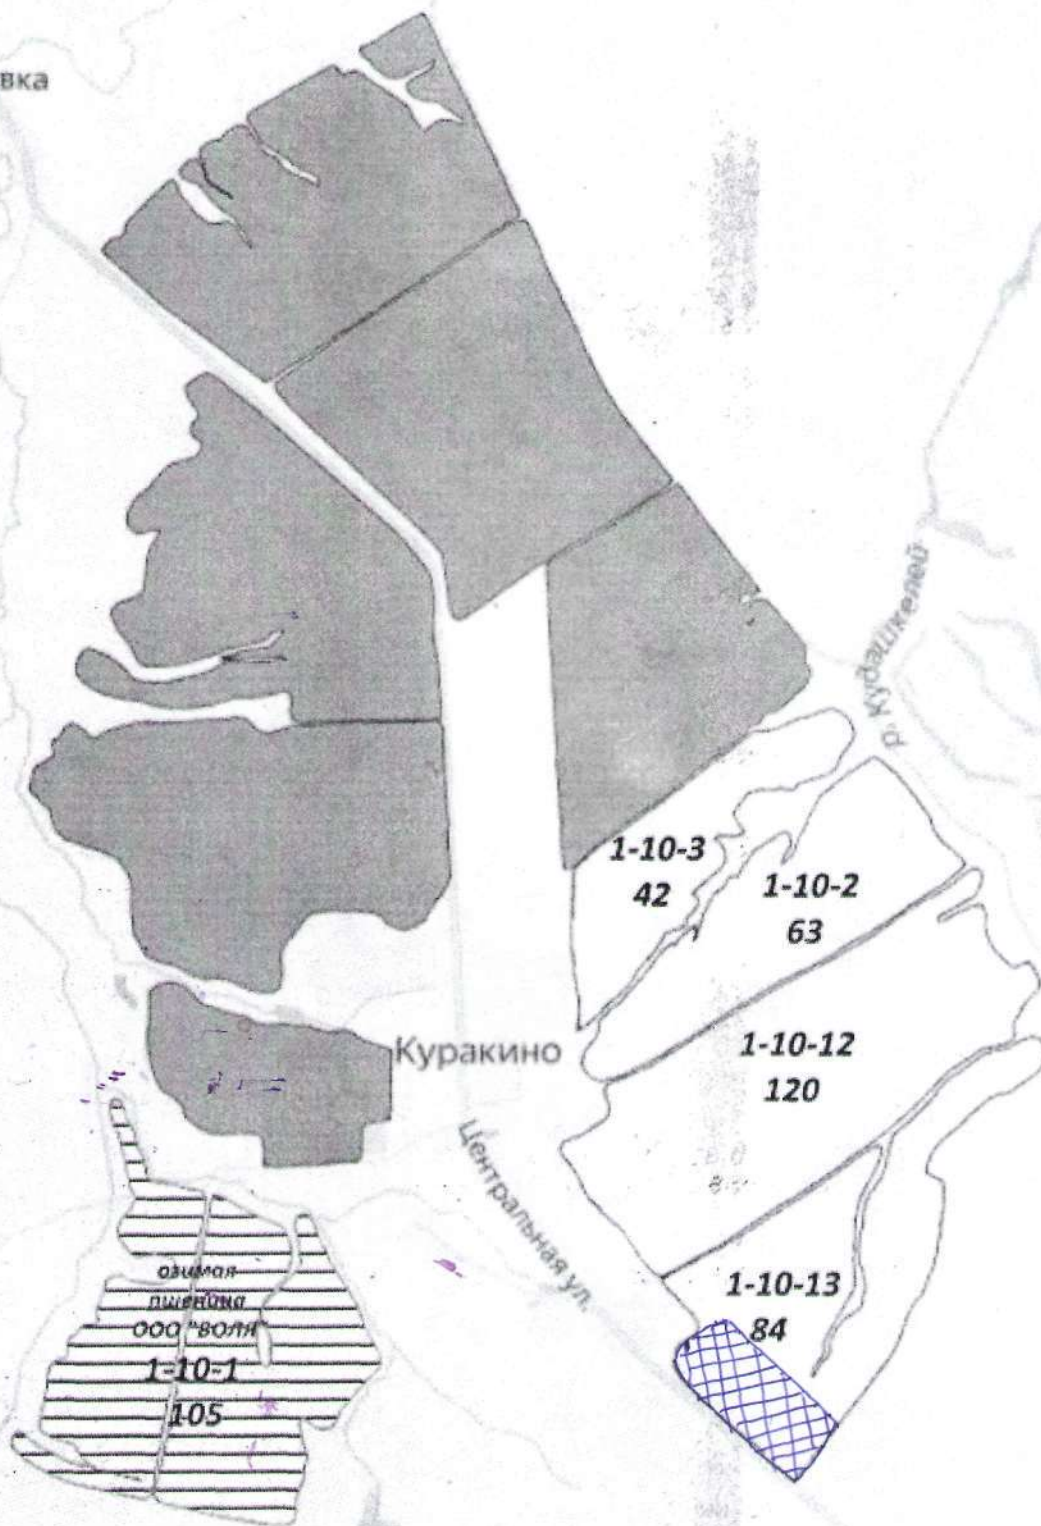 вка
р. Кудашкелей
1-10-3
42
1-10-2
63
1-10-12
120
Куракино
Центральная ул.
1-10-13
84
озимая
пшеница
ООО "ВОЛЯ"
1-10-1
105